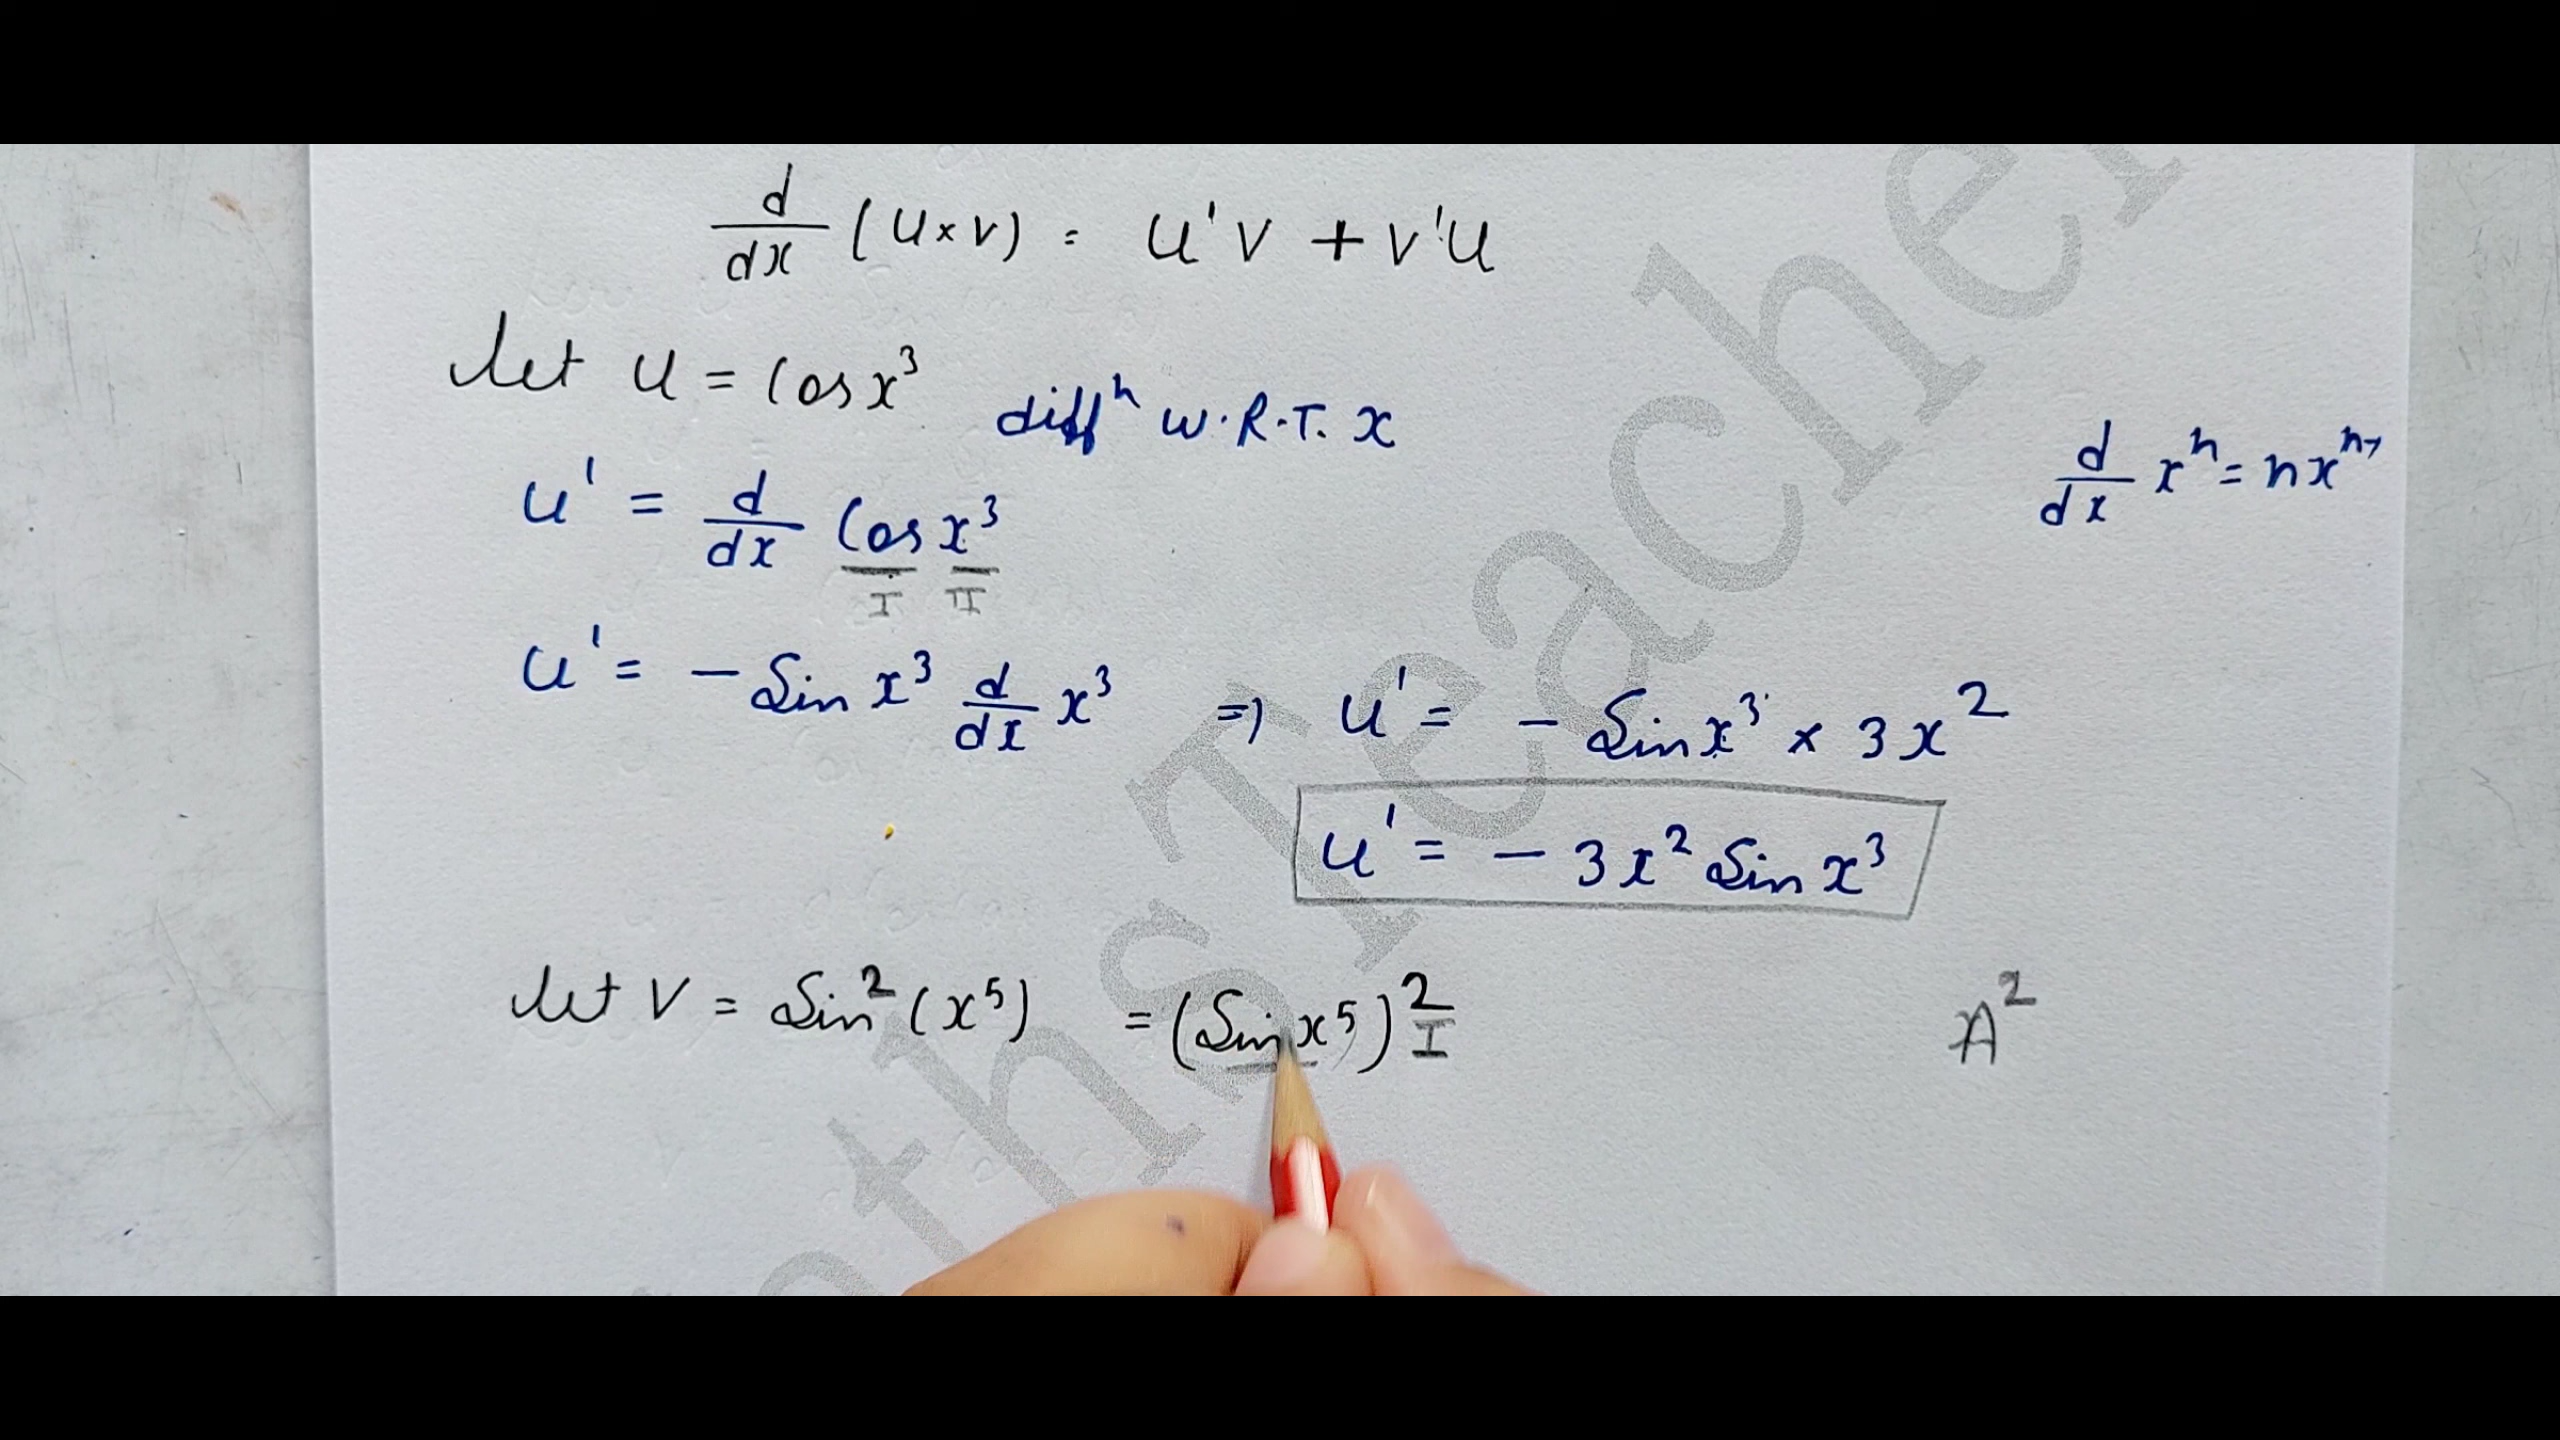 d/dx (u×v) = u'v + v'u
let u = Cos x³ diffⁿ w.R.T. x
d/dx xⁿ = nxⁿ⁻¹
u' = d/dx Cos x³
I II
u' = - Sin x³ d/dx x³ => u' = - Sin x³ × 3x²
u' = - 3x² Sin x³
let v = Sin² (x⁵) = (Sin x⁵)² A²
I
Teacher